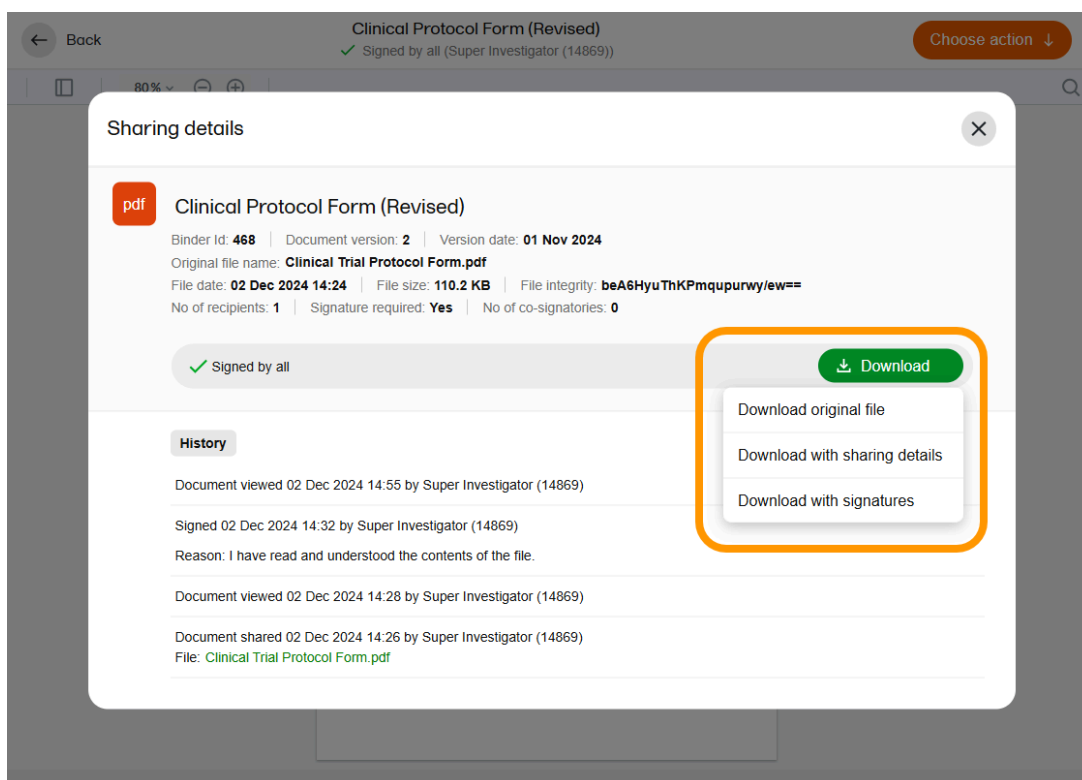 Back
Clinical Protocol Form (Revised)
Signed by all (Super Investigator (14869))
Choose action
80%
Sharing details
pdf
Clinical Protocol Form (Revised)
Binder Id: 468 Document version: 2 Version date: 01 Nov 2024
Original file name: Clinical Trial Protocol Form.pdf
File date: 02 Dec 2024 14:24 File size: 110.2 KB File integrity: beA6HyuThKPmqupurwy/ew==
No of recipients: 1 Signature required: Yes No of co-signatories: 0
Signed by all
Download
Download original file
Download with sharing details
Download with signatures
History
Document viewed 02 Dec 2024 14:55 by Super Investigator (14869)
Signed 02 Dec 2024 14:32 by Super Investigator (14869)
Reason: I have read and understood the contents of the file.
Document viewed 02 Dec 2024 14:28 by Super Investigator (14869)
Document shared 02 Dec 2024 14:26 by Super Investigator (14869)
File: Clinical Trial Protocol Form.pdf